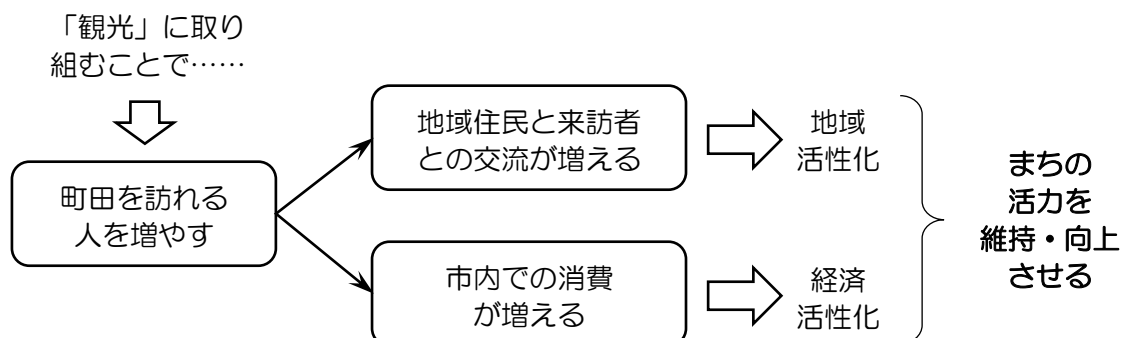 「観光」に取り
組むことで……
町田を訪れる
人を増やす
地域住民と来訪者
との交流が増える
地域
活性化
市内での消費
が増える
経済
活性化
まちの
活力を
維持・向上
させる